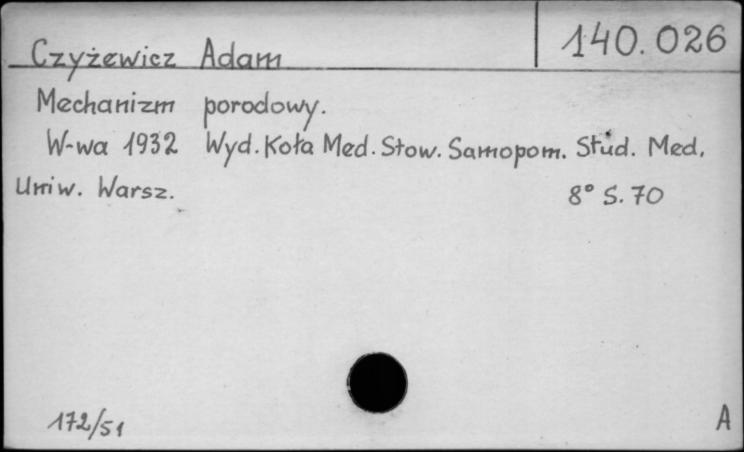 Czyżewicz Adam
140.026
Mechanizm porodowy.
W-wa 1932 Wyd. Koła Med. Stow. Samopom. Stud. Med.
Uniw. Warsz. 8° S. 70
172/51
A